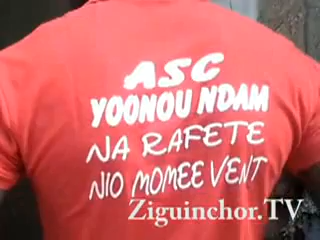 ASC
YOONOU NDAM
NA RAFETE
NIO MOMEE VENT
Ziguinchor.TV